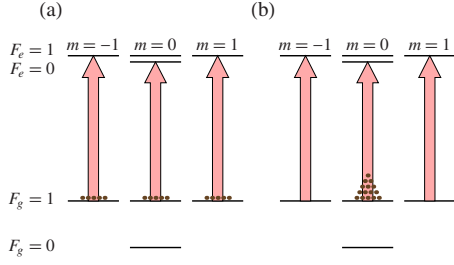 (a)
(b)
F_e = 1
m = -1
m = 0
m = 1
m = -1
m = 0
m = 1
F_e = 0
F_g = 1
F_g = 0